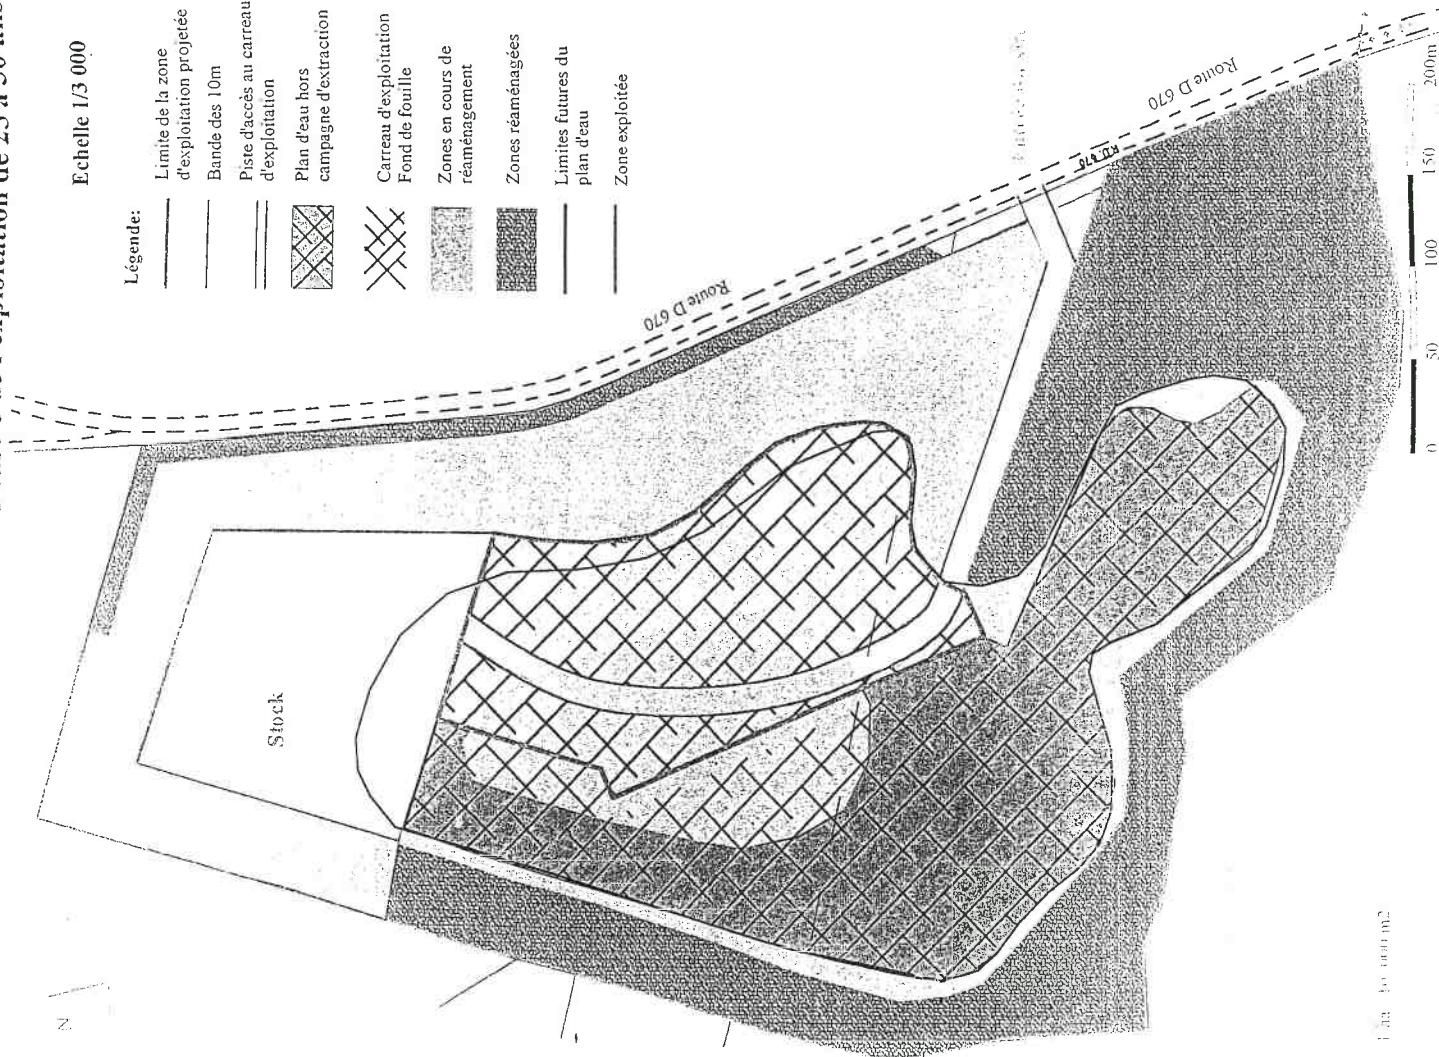 l'exploitation de 25 à 30 ans
Echelle 1/3 000
Légende:
Limite de la zone
d'exploitation projetée
Bande des 10m
Piste d'accès au carreau
d'exploitation
Plan d'eau hors
campagne d'extraction
Carreau d'exploitation
Fond de fouille
Zones en cours de
réaménagement
Zones réaménagées
Limites futures du
plan d'eau
Zone exploitée
Route D 670
Route D 670
RD 670
Stock
N
0
50
100
150
200m